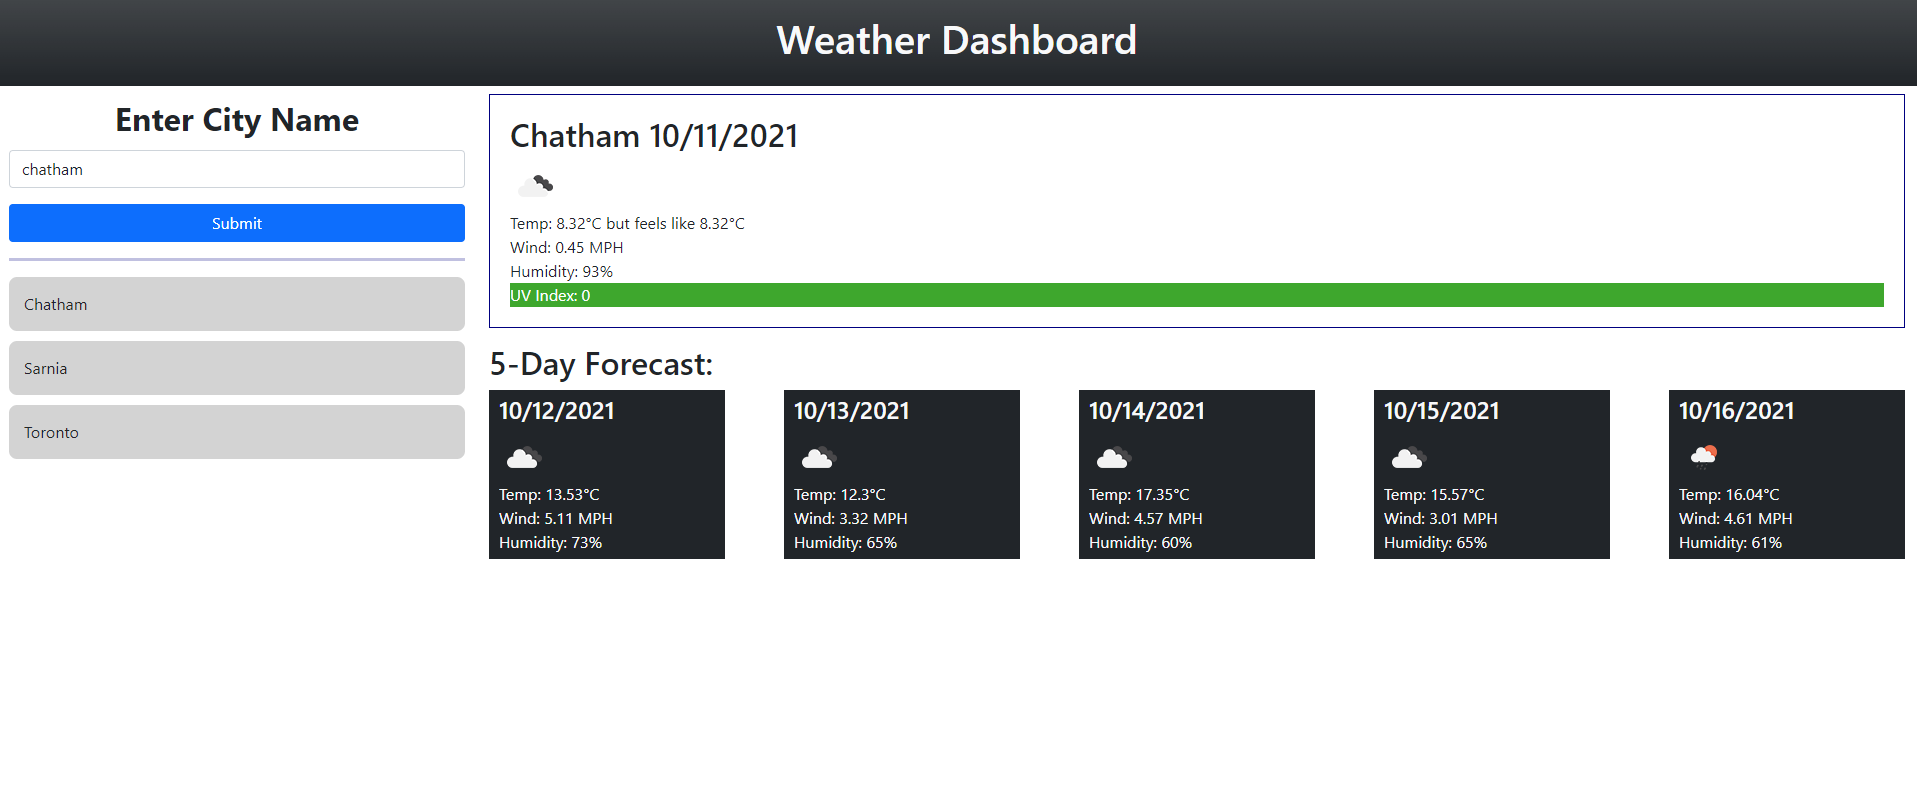 Weather Dashboard
Enter City Name
chatham
Submit
Chatham
Sarnia
Toronto
Chatham 10/11/2021
Temp: 8.32°C but feels like 8.32°C
Wind: 0.45 MPH
Humidity: 93%
UV Index: 0
5-Day Forecast:
10/12/2021
Temp: 13.53°C
Wind: 5.11 MPH
Humidity: 73%
10/13/2021
Temp: 12.3°C
Wind: 3.32 MPH
Humidity: 65%
10/14/2021
Temp: 17.35°C
Wind: 4.57 MPH
Humidity: 60%
10/15/2021
Temp: 15.57°C
Wind: 3.01 MPH
Humidity: 65%
10/16/2021
Temp: 16.04°C
Wind: 4.61 MPH
Humidity: 61%